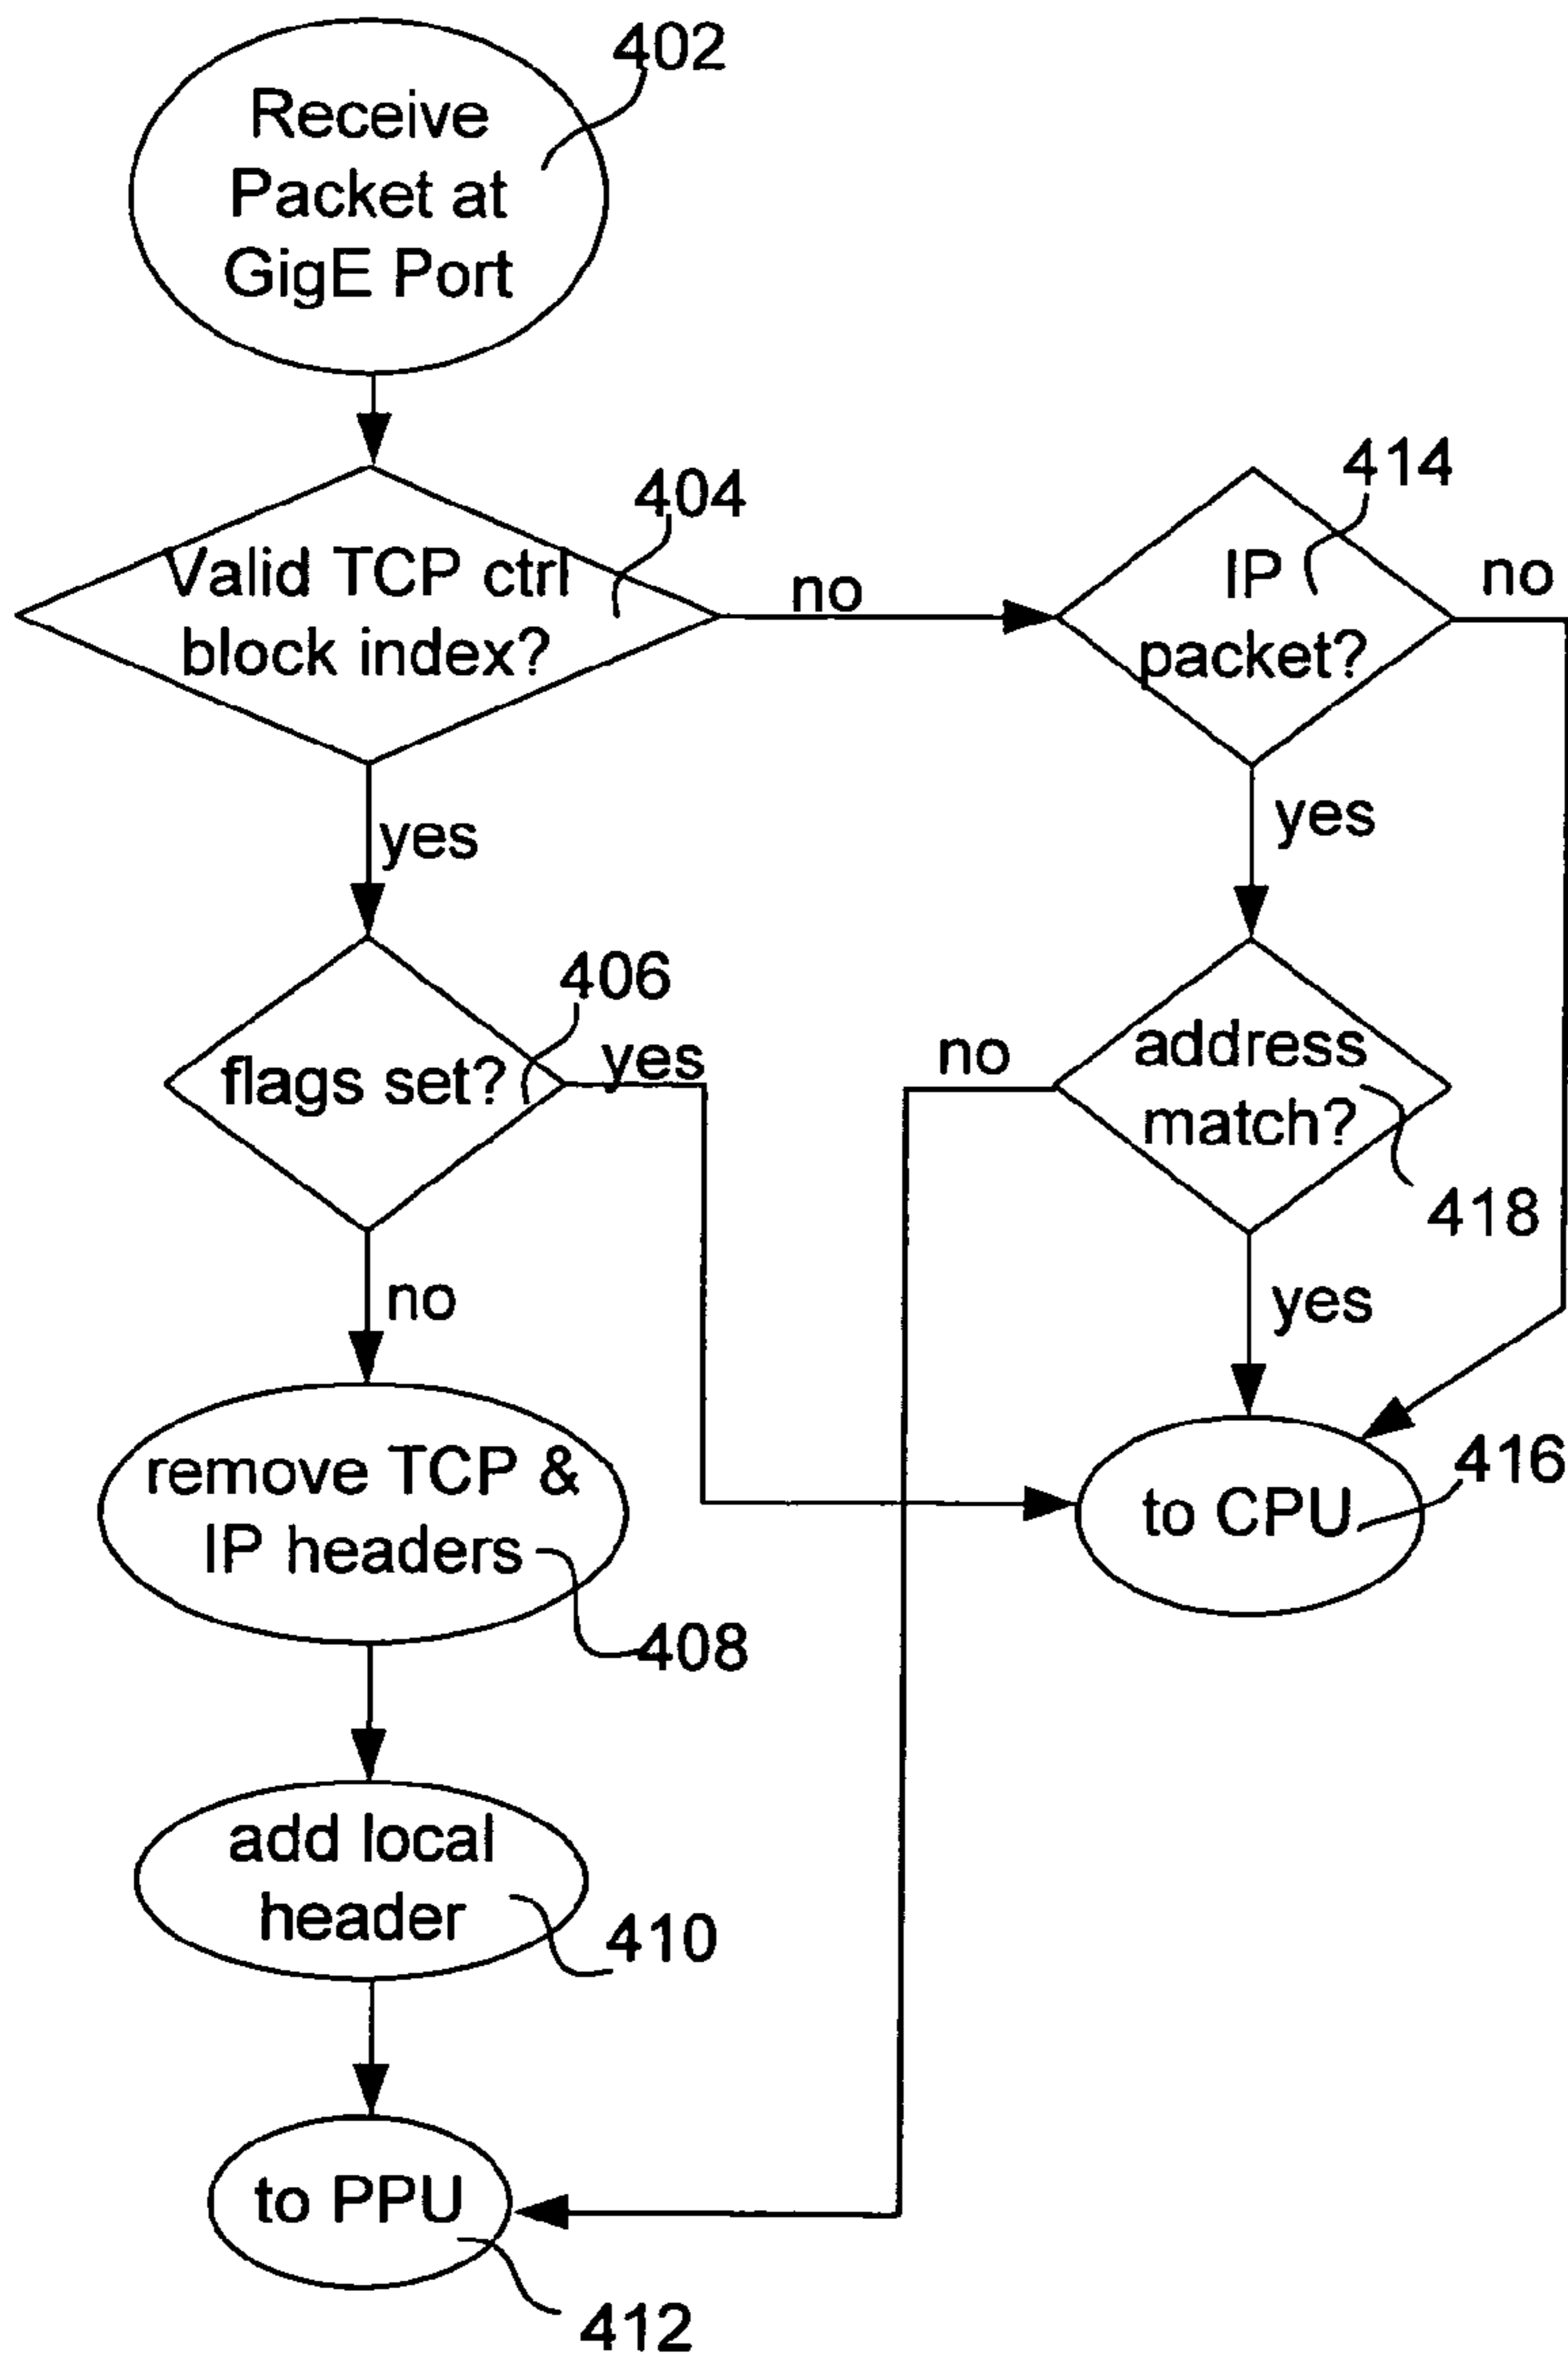 402
Receive
Packet at
GigE Port
404
Valid TCP ctrl
block index?
no
414
IP
packet?
no
yes
yes
406
flags set?
yes
no
address
match?
418
no
yes
remove TCP &
IP headers
408
to CPU
416
add local
header
410
to PPU
412